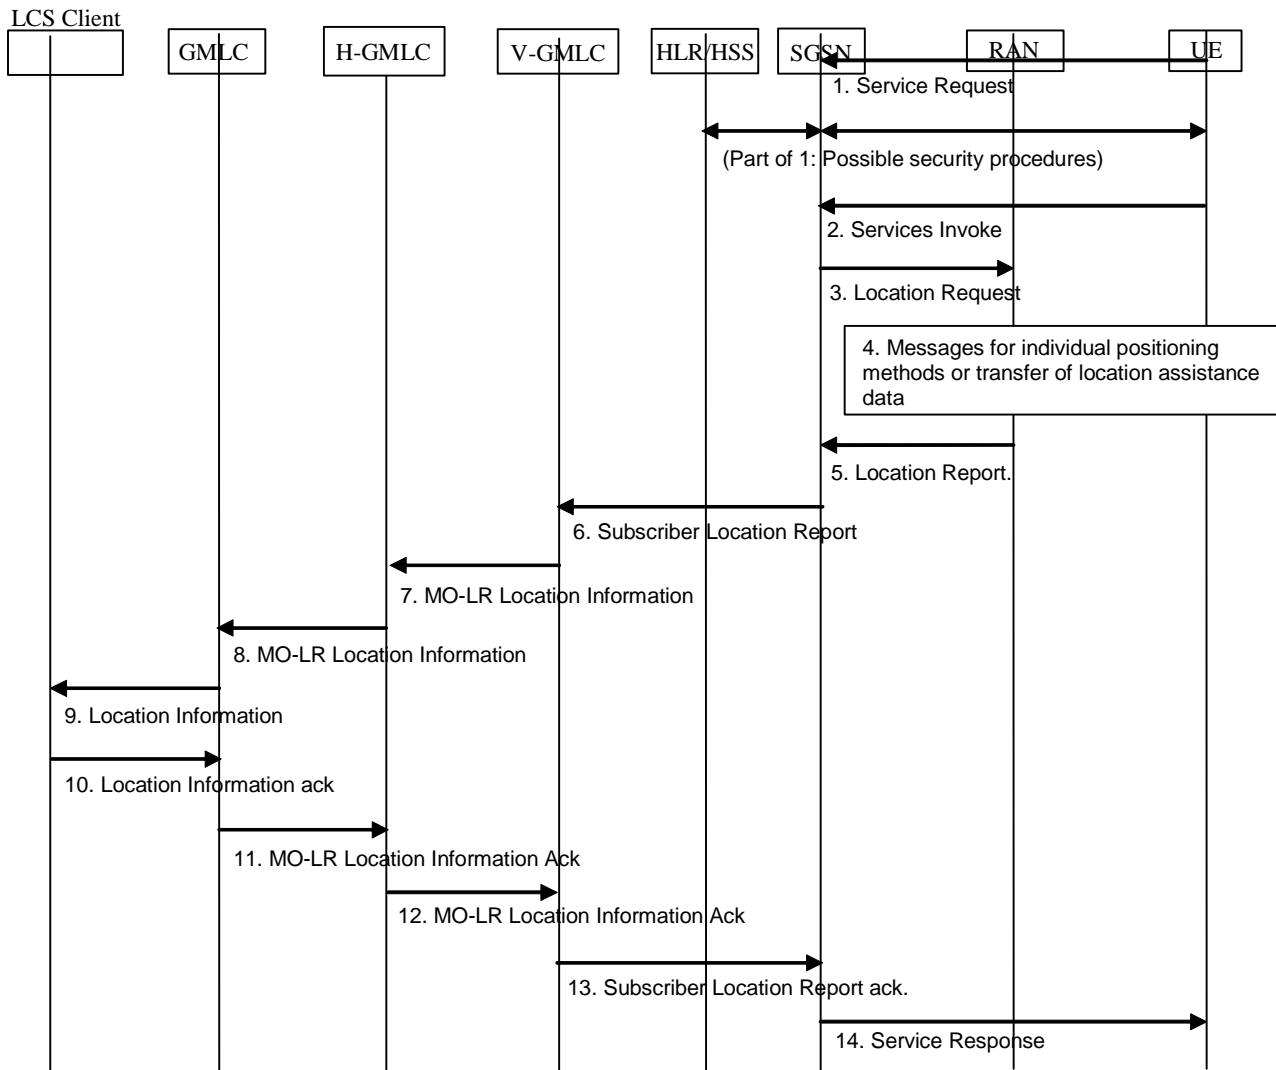 LCS Client
GMLC
H-GMLC
V-GMLC
HLR/HSS
SGSN
RAN
UE
1. Service Request
(Part of 1: Possible security procedures)
2. Services Invoke
3. Location Request
4. Messages for individual positioning
methods or transfer of location assistance
data
5. Location Report.
6. Subscriber Location Report
7. MO-LR Location Information
8. MO-LR Location Information
9. Location Information
10. Location Information ack
11. MO-LR Location Information Ack
12. MO-LR Location Information Ack
13. Subscriber Location Report ack.
14. Service Response